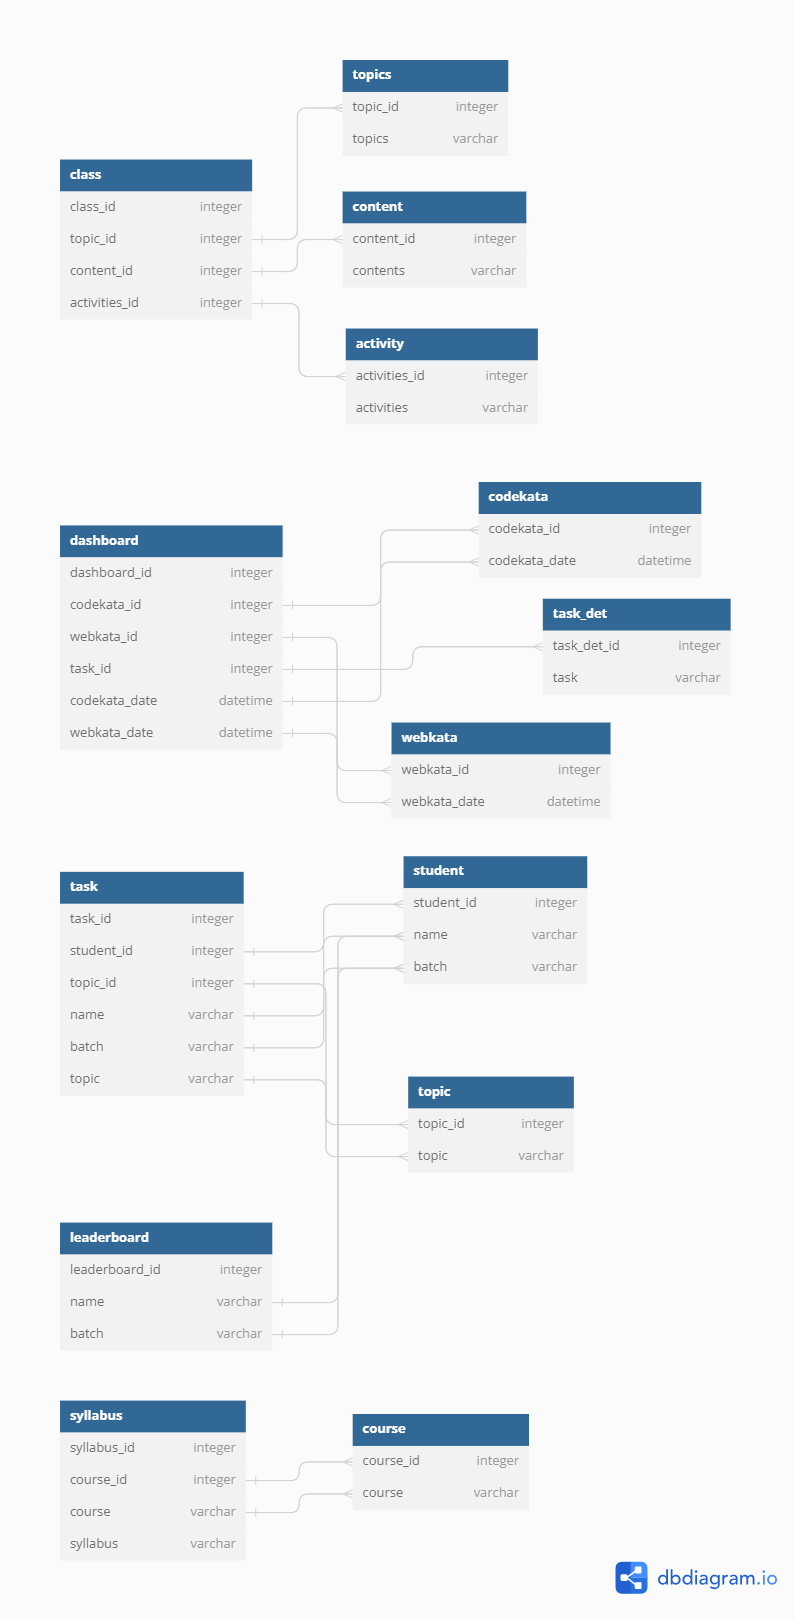 topics
topic_id integer
topics varchar
class
class_id integer
topic_id integer
content_id integer
activities_id integer
content
content_id integer
contents varchar
activity
activities_id integer
activities varchar
codekata
codekata_id integer
codekata_date datetime
dashboard
dashboard_id integer
codekata_id integer
webkata_id integer
task_id integer
codekata_date datetime
webkata_date datetime
task_det
task_det_id integer
task varchar
webkata
webkata_id integer
webkata_date datetime
student
student_id integer
name varchar
batch varchar
task
task_id integer
student_id integer
topic_id integer
name varchar
batch varchar
topic varchar
topic
topic_id integer
topic varchar
leaderboard
leaderboard_id integer
name varchar
batch varchar
syllabus
syllabus_id integer
course_id integer
course varchar
syllabus varchar
course
course_id integer
course varchar
dbdiagram.io